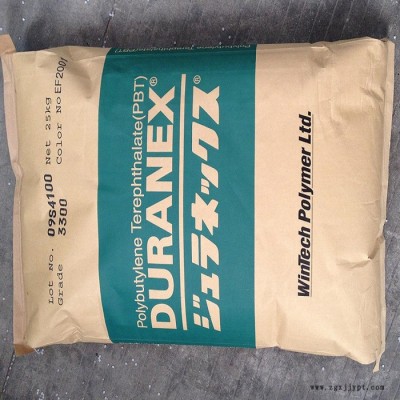 Polybutylene Terephthalate(PBT)
DURANEX®
ジュラネックス®
WinTech Polymer Ltd.
Lot No. 09S4100 Net 25kg
Grade 3300 Color No EF2001
www.zgzjjypt.com